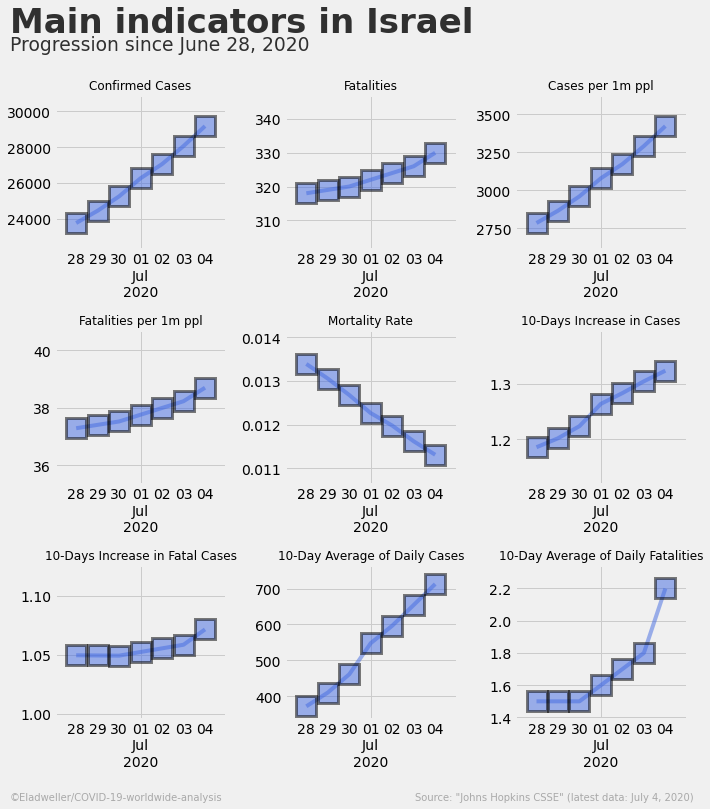 Main indicators in Israel
Progression since June 28, 2020
Confirmed Cases
30000
28000
26000
24000
28 29 30 01 02 03 04
Jul
2020
Fatalities
340
330
320
310
28 29 30 01 02 03 04
Jul
2020
Cases per 1m ppl
3500
3250
3000
2750
28 29 30 01 02 03 04
Jul
2020
Fatalities per 1m ppl
40
38
36
28 29 30 01 02 03 04
Jul
2020
Mortality Rate
0.014
0.013
0.012
0.011
28 29 30 01 02 03 04
Jul
2020
10-Days Increase in Cases
1.3
1.2
28 29 30 01 02 03 04
Jul
2020
10-Days Increase in Fatal Cases
1.10
1.05
1.00
28 29 30 01 02 03 04
Jul
2020
10-Day Average of Daily Cases
700
600
500
400
28 29 30 01 02 03 04
Jul
2020
10-Day Average of Daily Fatalities
2.2
2.0
1.8
1.6
1.4
28 29 30 01 02 03 04
Jul
2020
©Eladweller/COVID-19-worldwide-analysis
Source: "Johns Hopkins CSSE" (latest data: July 4, 2020)